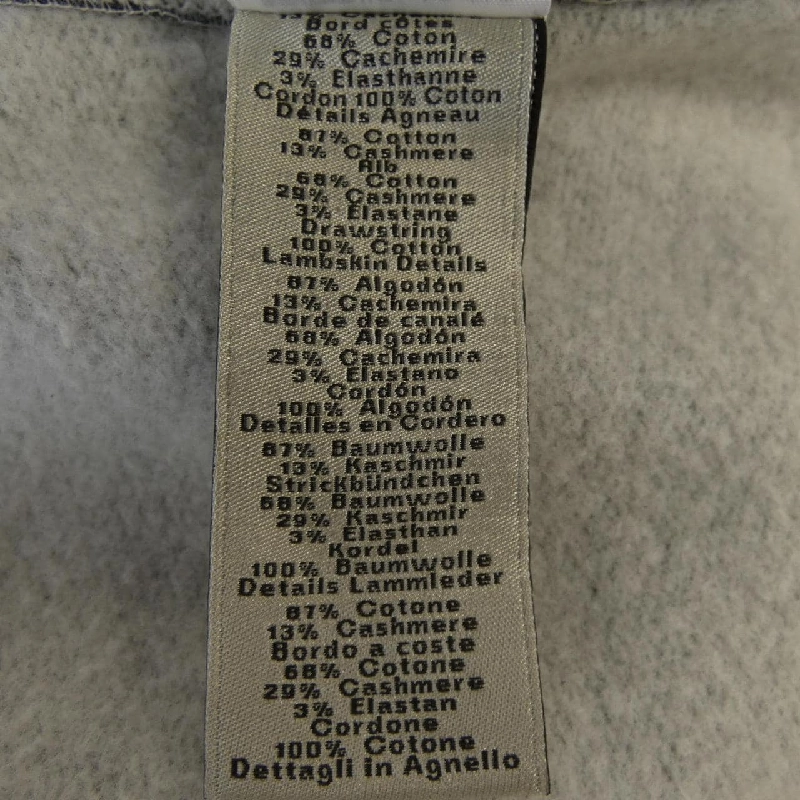 13% Cachemire
Bord côtes
68% Coton
29% Cachemire
3% Elasthanne
Cordon 100% Coton
Détails Agneau
87% Cotton
13% Cashmere
Rib
68% Cotton
29% Cashmere
3% Elastane
Drawstring
100% Cotton
Lambskin Details
87% Algodón
13% Cachemira
Borde de canalé
68% Algodón
29% Cachemira
3% Elastano
Cordón
100% Algodón
Detalles en Cordero
87% Baumwolle
13% Kaschmir
Strickbündchen
68% Baumwolle
29% Kaschmir
3% Elasthan
Kordel
100% Baumwolle
Details Lammleder
87% Cotone
13% Cashmere
Bordo a coste
68% Cotone
29% Cashmere
3% Elastan
Cordone
100% Cotone
Dettagli in Agnello